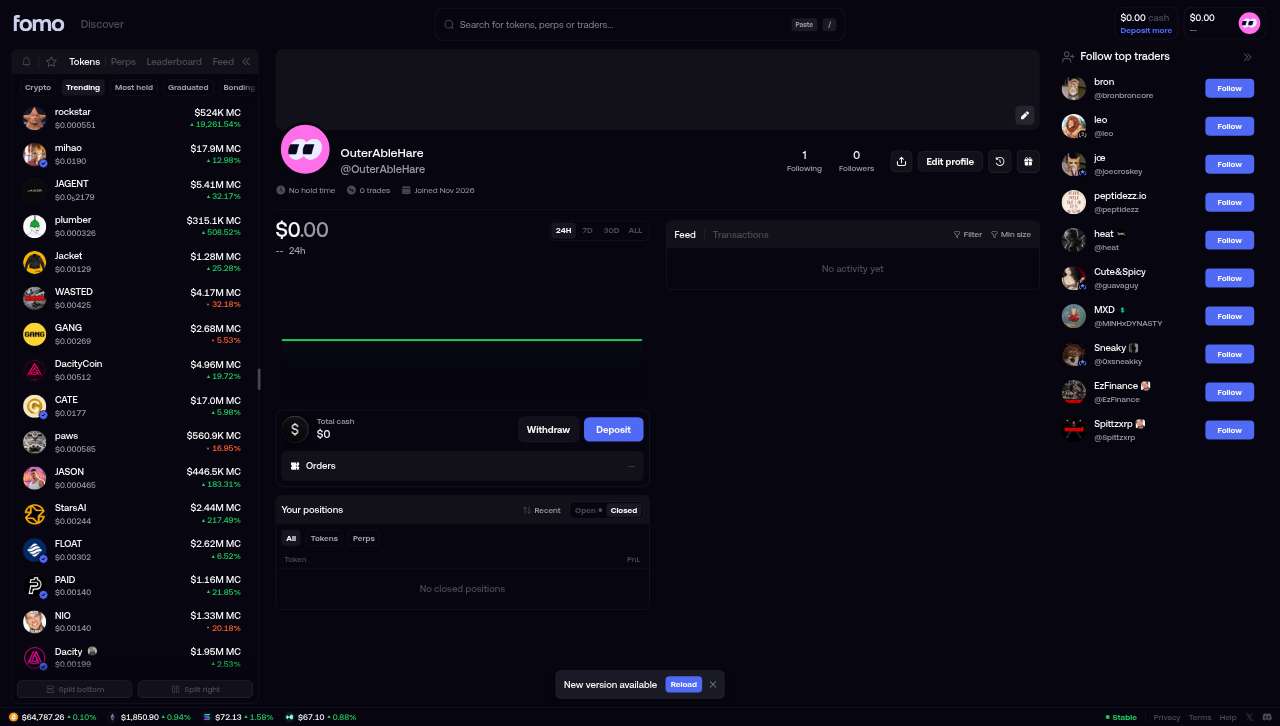 fomo
Discover
Search for tokens, perps or traders...
Paste
/
$0.00 cash
Deposit more
$0.00
—
Tokens
Perps
Leaderboard
Feed
Crypto
Trending
Most held
Graduated
Bonding
rockstar
$524K MC
$0.000551
19,261.54%
mihao
$17.9M MC
$0.0190
12.98%
JAGENT
$5.41M MC
$0.0₅2179
32.17%
plumber
$315.1K MC
$0.000326
508.52%
Jacket
$1.28M MC
$0.00129
25.28%
WASTED
$4.17M MC
$0.00425
32.18%
GANG
$2.68M MC
$0.00269
5.53%
DacityCoin
$4.96M MC
$0.00512
19.72%
CATE
$17.0M MC
$0.0177
5.98%
paws
$560.9K MC
$0.000585
16.95%
JASON
$446.5K MC
$0.000465
183.31%
StarsAI
$2.44M MC
$0.00244
217.49%
FLOAT
$2.62M MC
$0.00302
6.52%
PAID
$1.16M MC
$0.00140
21.85%
NIO
$1.33M MC
$0.00140
20.18%
Dacity
$1.95M MC
$0.00199
2.53%
Split bottom
Split right
OuterAbleHare
@OuterAbleHare
No hold time
0 trades
Joined Nov 2026
1
Following
0
Followers
Edit profile
$0.00
-- 24h
24H
7D
30D
ALL
Total cash
$0
Withdraw
Deposit
Orders
—
Your positions
Recent
Open
Closed
All
Tokens
Perps
Token
PnL
No closed positions
Feed
Transactions
Filter
Min size
No activity yet
Follow top traders
bron
@bronbroncore
Follow
leo
@leo
Follow
jœ
@joecroskey
Follow
peptidezz.io
@peptidezz
Follow
heat
@heat
Follow
Cute&Spicy
@guavaguy
Follow
MXD
@MINHxDYNASTY
Follow
Sneaky
@0xsneakky
Follow
EzFinance
@EzFinance
Follow
Spittzxrp
@Spittzxrp
Follow
New version available
Reload
$64,787.26 0.10%
$1,850.90 0.94%
$72.13 1.58%
$67.10 0.88%
Stable
Privacy
Terms
Help